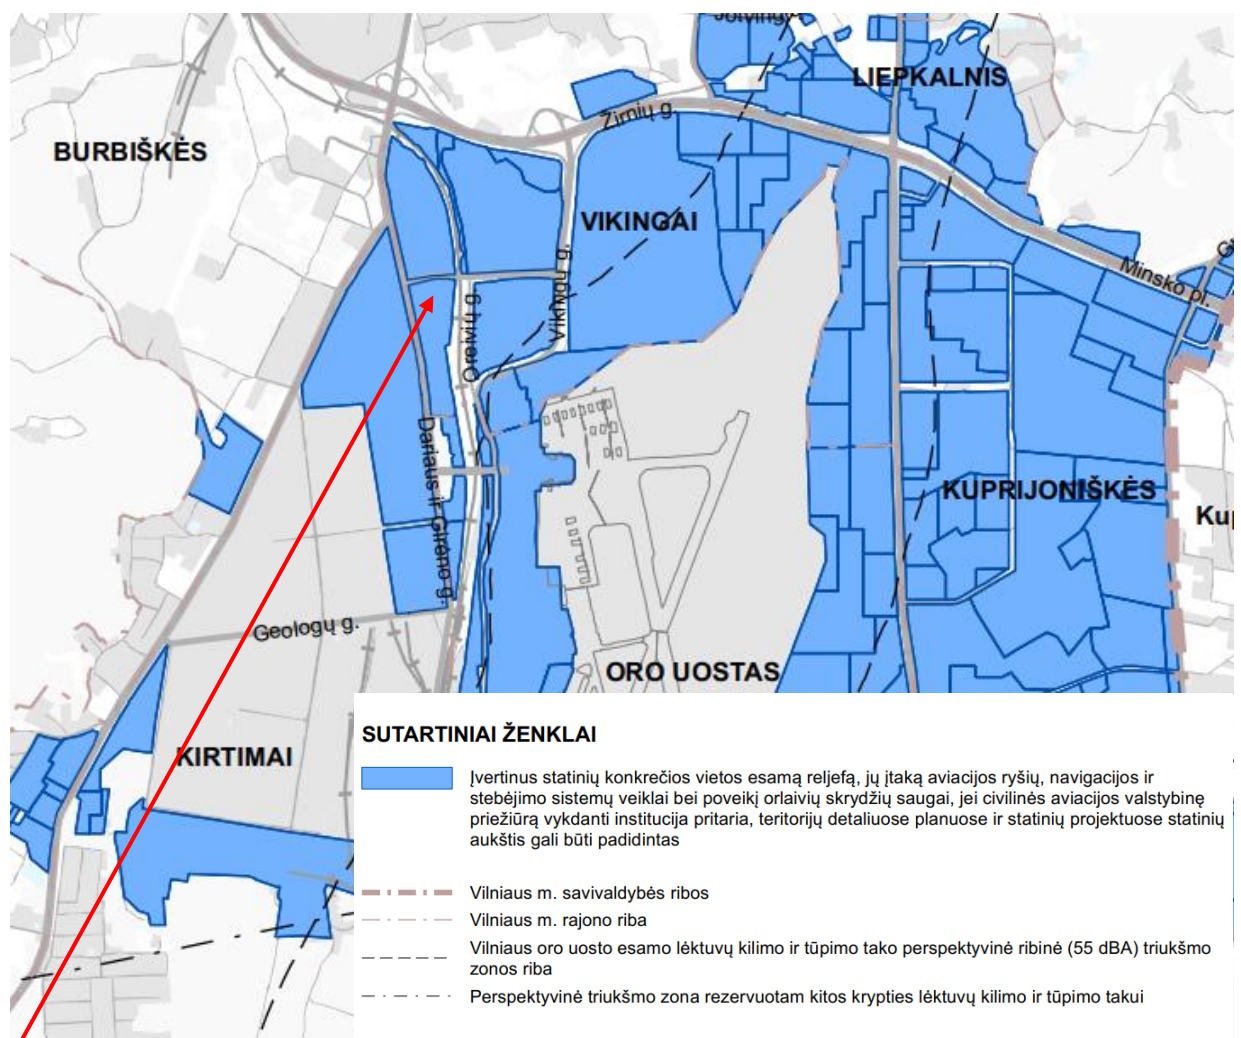 Jotvingių g.
LIEPKALNIS
Žirnių g.
BURBIŠKĖS
VIKINGAI
Vikingų g.
Oreivių g.
Minsko pl.
Dariaus ir Girėno g.
KUPRIJONIŠKĖS
Kup
Geologų g.
ORO UOSTAS
KIRTIMAI
SUTARTINIAI ŽENKLAI
Įvertinus statinių konkrečios vietos esamą reljefą, jų įtaką aviacijos ryšių, navigacijos ir
stebėjimo sistemų veiklai bei poveikį orlaivių skrydžių saugai, jei civilinės aviacijos valstybinę
priežiūrą vykdanti institucija pritaria, teritorijų detaliuose planuose ir statinių projektuose statinių
aukštis gali būti padidintas
Vilniaus m. savivaldybės ribos
Vilniaus m. rajono riba
Vilniaus oro uosto esamo lėktuvų kilimo ir tūpimo tako perspektyvinė ribinė (55 dBA) triukšmo
zonos riba
Perspektyvinė triukšmo zona rezervuotam kitos krypties lėktuvų kilimo ir tūpimo takui